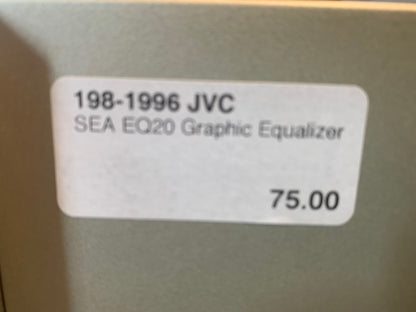 198-1996 JVC
SEA EQ20 Graphic Equalizer
75.00